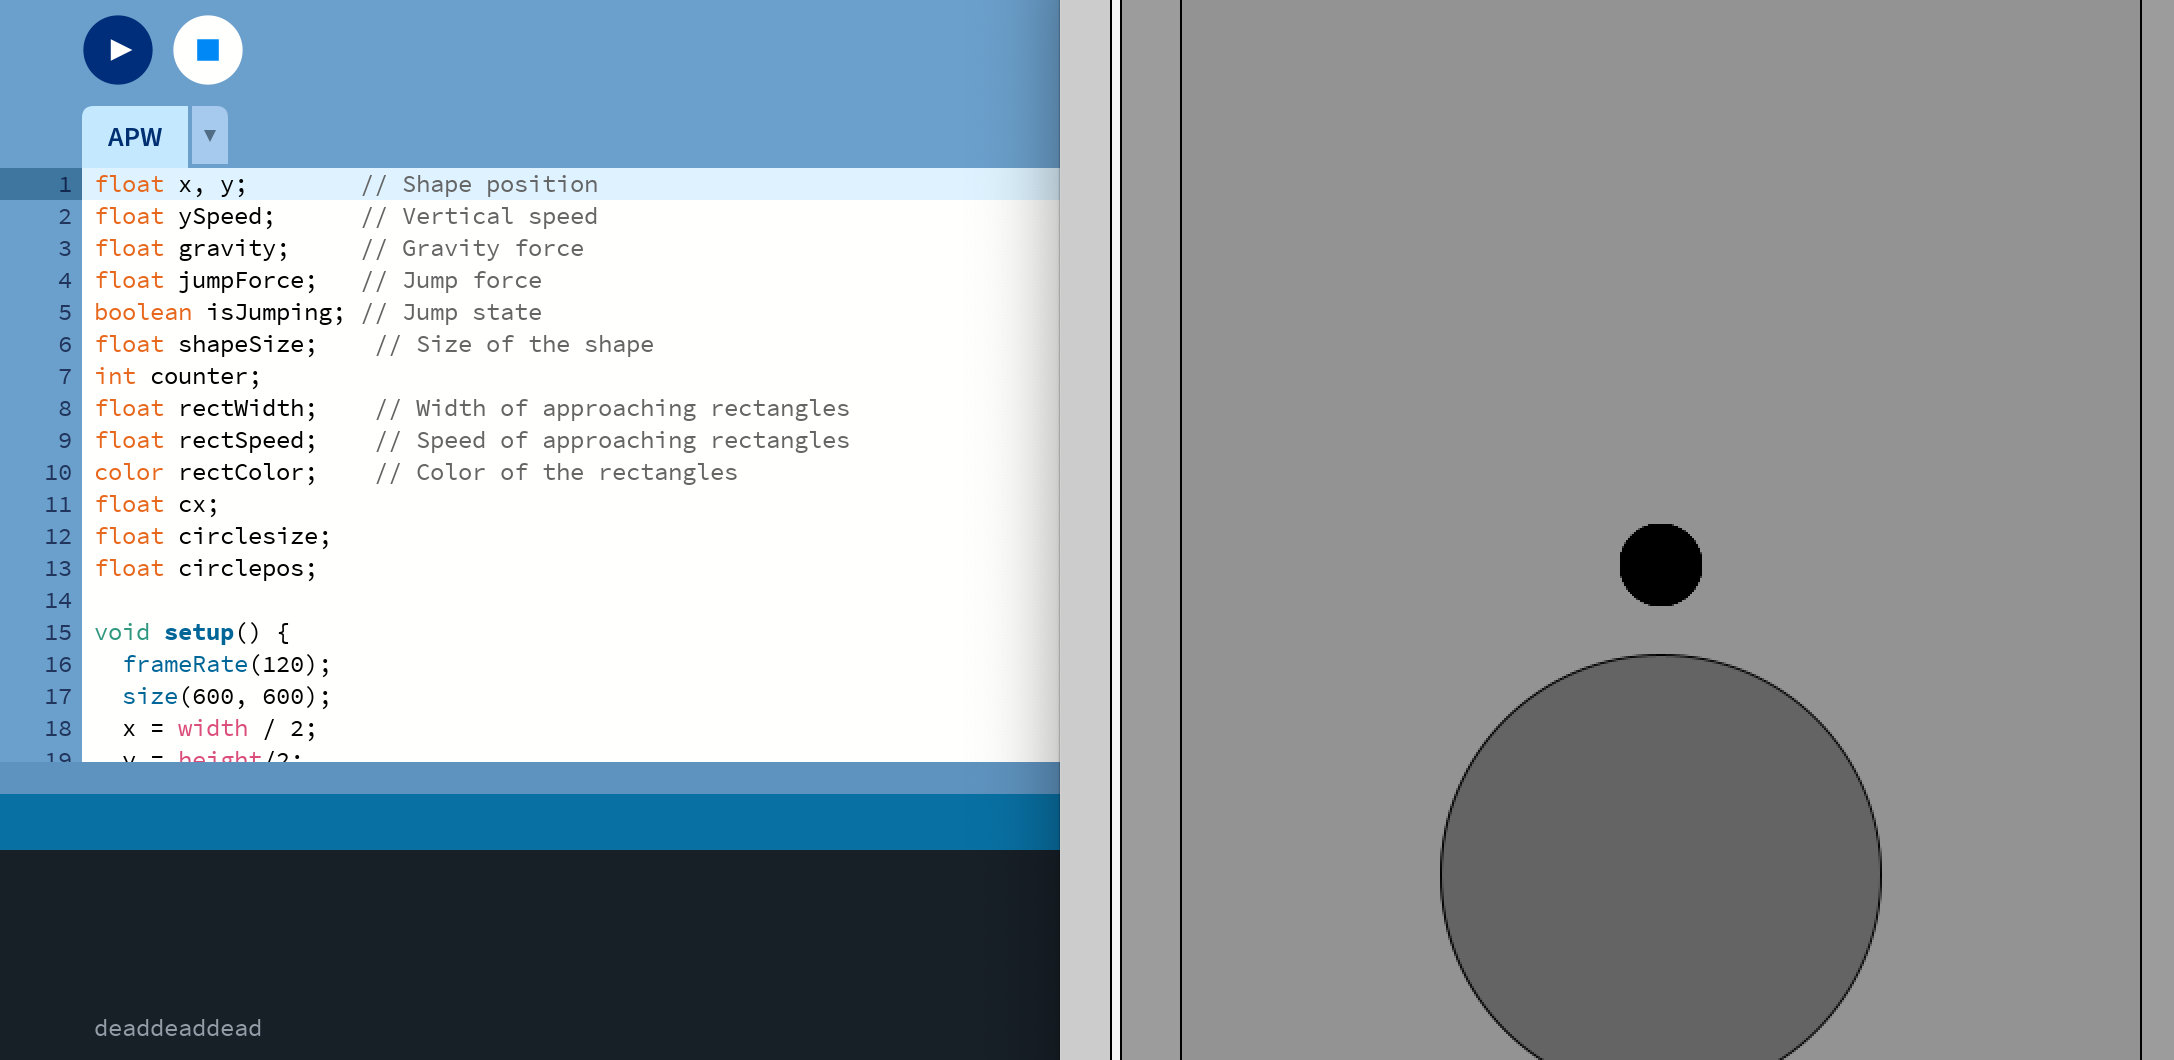 APW
1 float x, y;        // Shape position
2 float ySpeed;      // Vertical speed
3 float gravity;     // Gravity force
4 float jumpForce;   // Jump force
5 boolean isJumping; // Jump state
6 float shapeSize;    // Size of the shape
7 int counter;
8 float rectWidth;    // Width of approaching rectangles
9 float rectSpeed;    // Speed of approaching rectangles
10 color rectColor;    // Color of the rectangles
11 float cx;
12 float circlesize;
13 float circlepos;
14
15 void setup() {
16   frameRate(120);
17   size(600, 600);
18   x = width / 2;
19   y = height/2;
deaddeaddead